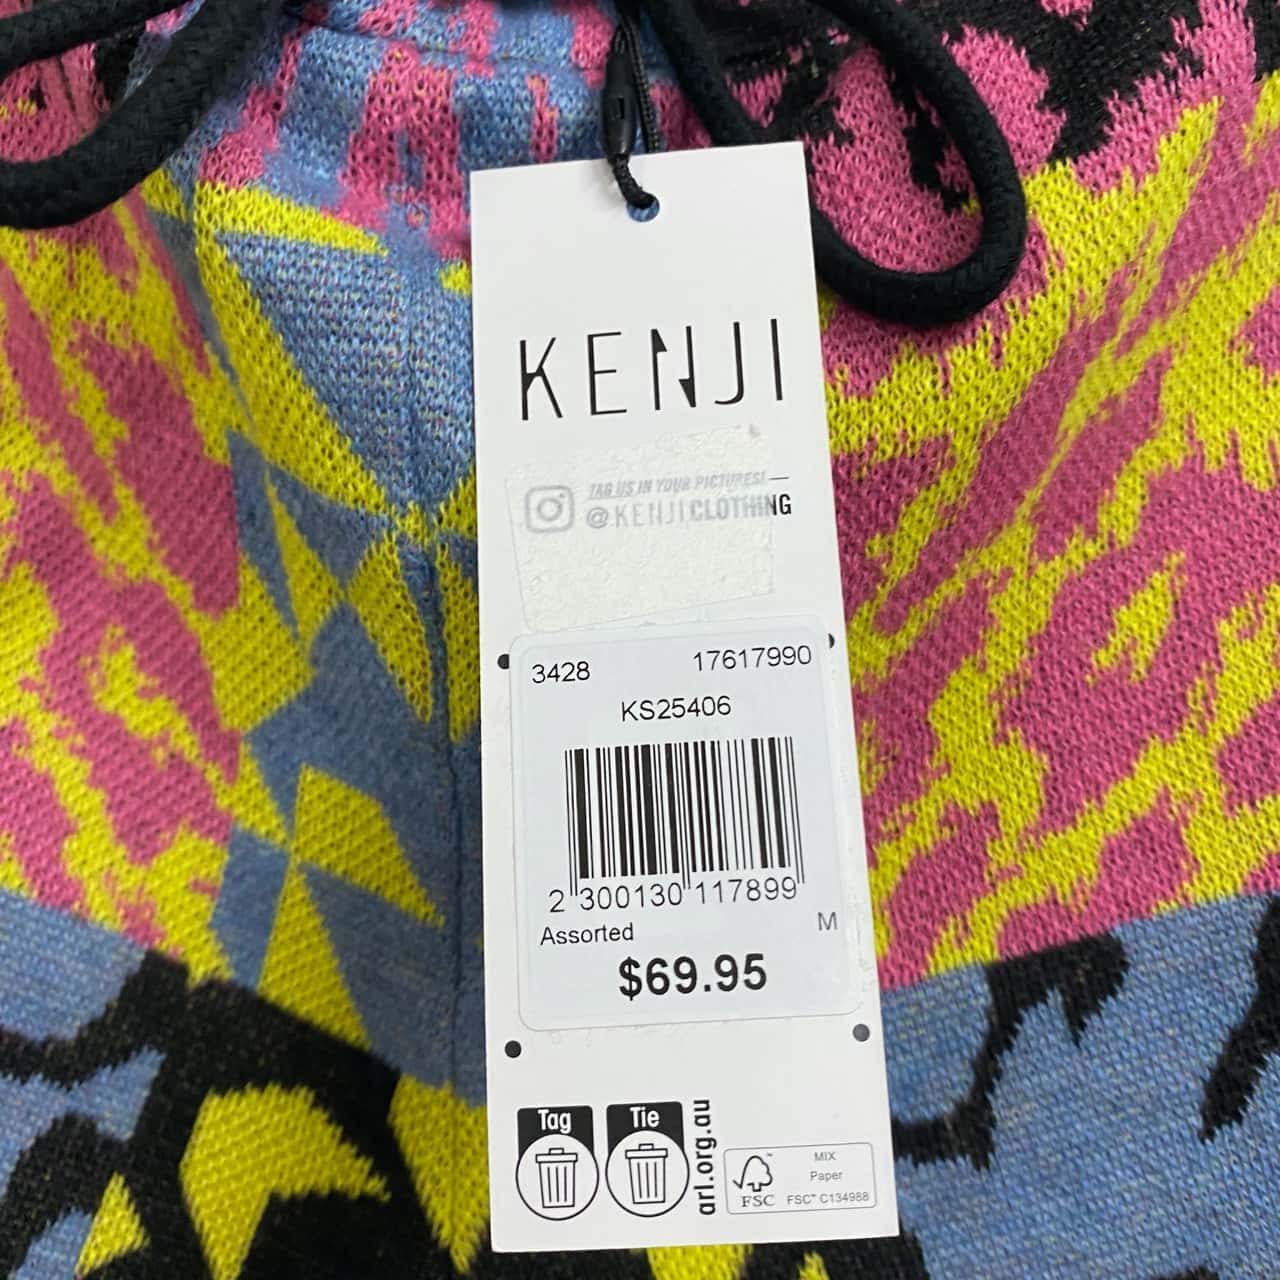 KENJI
TAG US IN YOUR PICTURES!
@KENJICLOTHING
3428 17617990
KS25406
2 300130 117899
Assorted M
$69.95
Tag Tie
arl.org.au
MIX
Paper
FSC™ FSC™ C134988